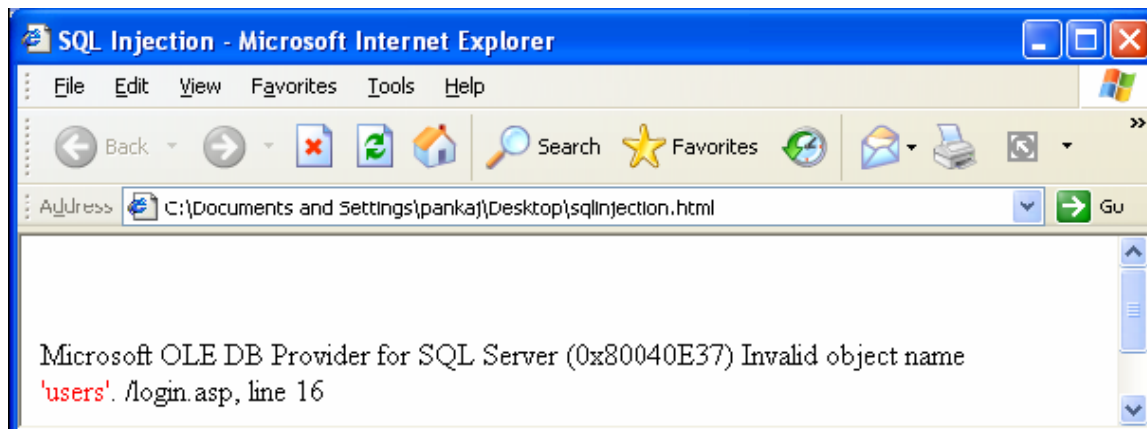 SQL Injection - Microsoft Internet Explorer
File Edit View Favorites Tools Help
Back Search Favorites »
Address C:\Documents and Settings\pankaj\Desktop\sqlinjection.html Go
Microsoft OLE DB Provider for SQL Server (0x80040E37) Invalid object name
'users'. /login.asp, line 16